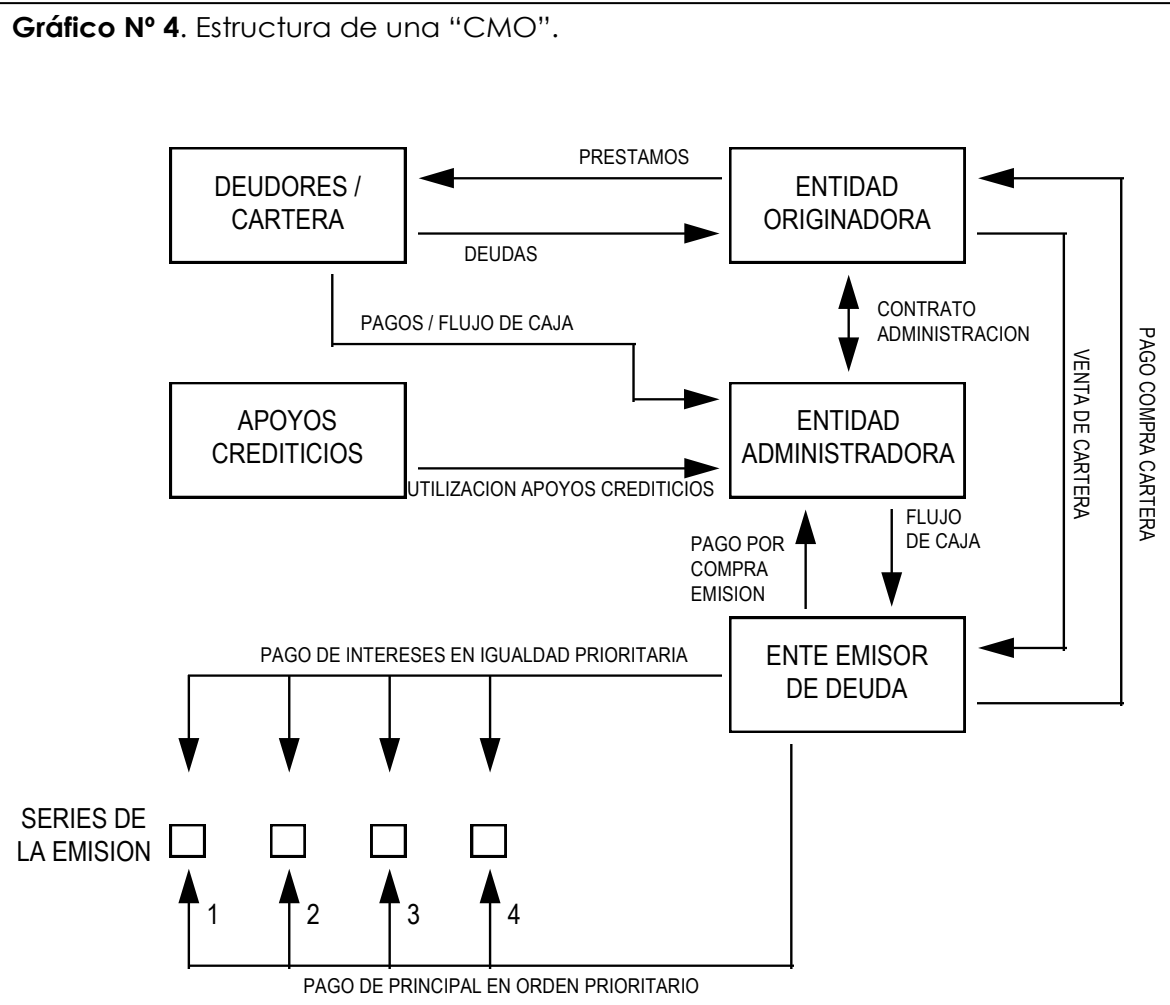 Gráfico Nº 4. Estructura de una “CMO”.
PRESTAMOS
DEUDORES /
CARTERA
ENTIDAD
ORIGINADORA
DEUDAS
PAGOS / FLUJO DE CAJA
CONTRATO
ADMINISTRACION
VENTA DE CARTERA
PAGO COMPRA CARTERA
APOYOS
CREDITICIOS
ENTIDAD
ADMINISTRADORA
UTILIZACION APOYOS CREDITICIOS
PAGO POR
COMPRA
EMISION
FLUJO
DE CAJA
PAGO DE INTERESES EN IGUALDAD PRIORITARIA
ENTE EMISOR
DE DEUDA
SERIES DE
LA EMISION
1
2
3
4
PAGO DE PRINCIPAL EN ORDEN PRIORITARIO